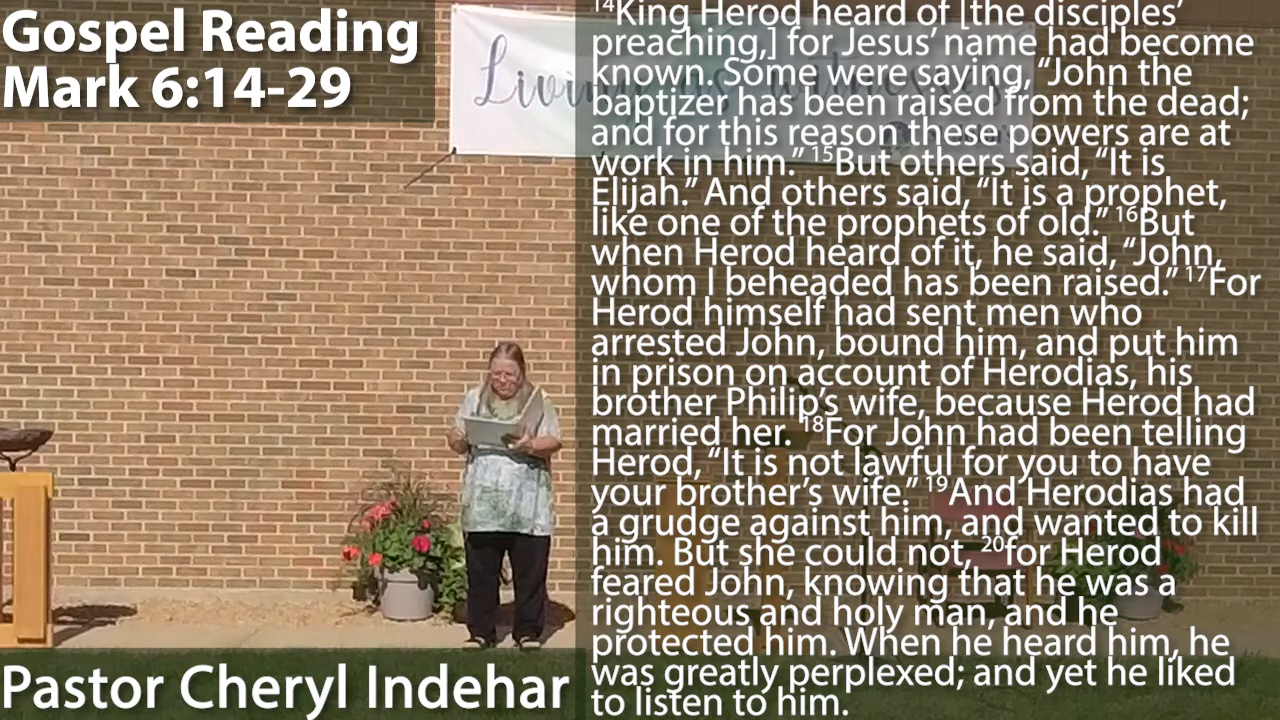 Gospel Reading
Mark 6:14-29
Living as witnesses
¹⁴King Herod heard of [the disciples’
preaching,] for Jesus’ name had become
known. Some were saying, “John the
baptizer has been raised from the dead;
and for this reason these powers are at
work in him.” ¹⁵But others said, “It is
Elijah.” And others said, “It is a prophet,
like one of the prophets of old.” ¹⁶But
when Herod heard of it, he said, “John,
whom I beheaded has been raised.” ¹⁷For
Herod himself had sent men who
arrested John, bound him, and put him
in prison on account of Herodias, his
brother Philip’s wife, because Herod had
married her. ¹⁸For John had been telling
Herod, “It is not lawful for you to have
your brother’s wife.” ¹⁹And Herodias had
a grudge against him, and wanted to kill
him. But she could not, ²⁰for Herod
feared John, knowing that he was a
righteous and holy man, and he
protected him. When he heard him, he
was greatly perplexed; and yet he liked
to listen to him.
Pastor Cheryl Indehar